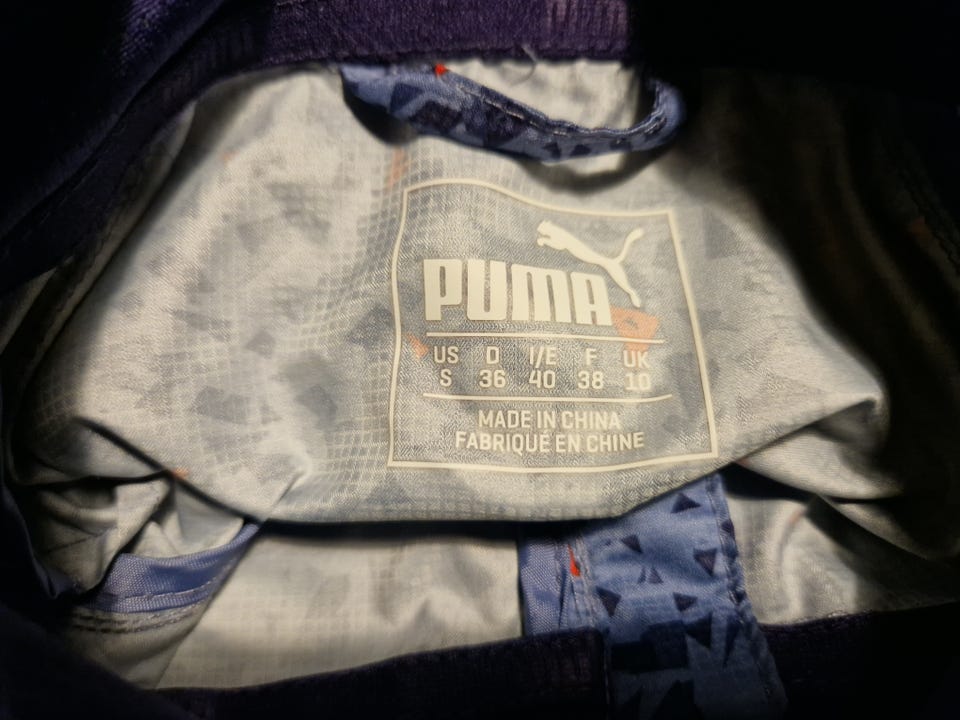 PUMA
US D I/E F UK
S 36 40 38 10
MADE IN CHINA
FABRIQUÉ EN CHINE